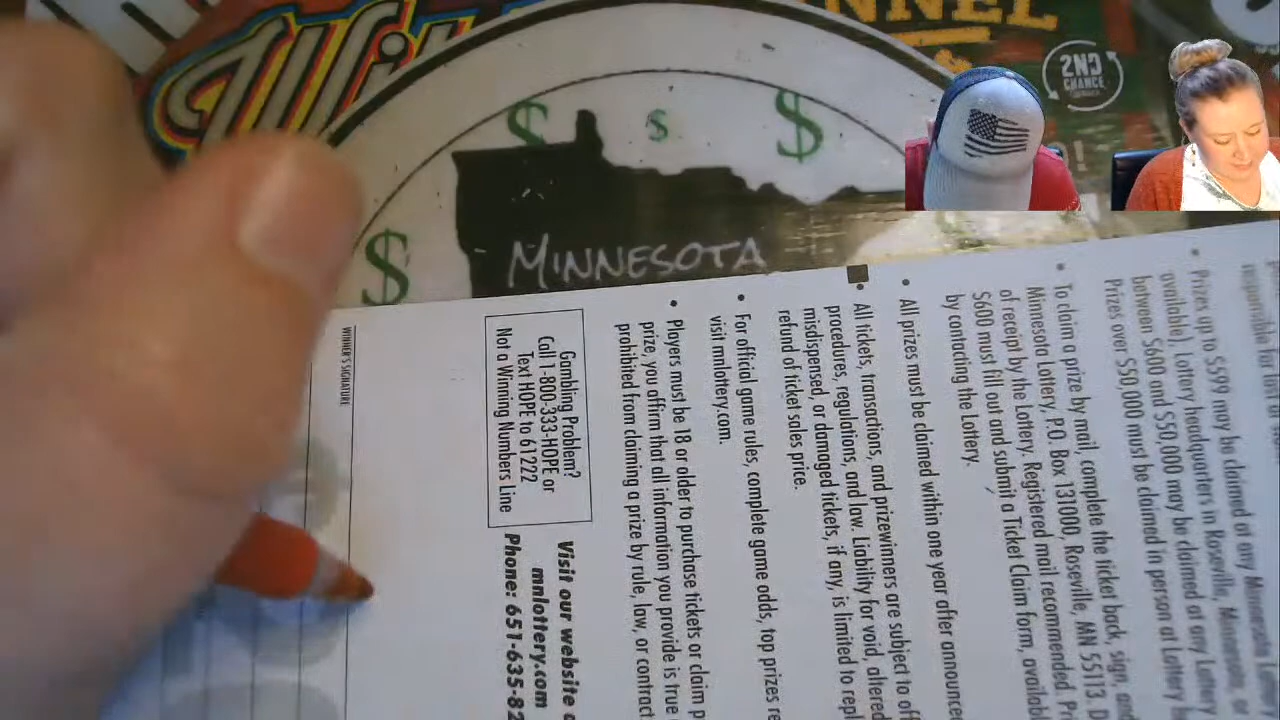 NNEL
2ND
CHANCE
MINNESOTA
Prizes up to $599 may be claimed at any Minnesota Lottery
available), Lottery headquarters in Roseville, Minnesota, or
between $600 and $50,000 may be claimed at any Lottery
Prizes over $50,000 must be claimed in person at Lottery
• To claim a prize by mail, complete the ticket back, sign, and
Minnesota Lottery, P.O. Box 131000, Roseville, MN 55113.
of receipt by the Lottery. Registered mail recommended.
$600 must fill out and submit a Ticket Claim form, available
by contacting the Lottery.
• All prizes must be claimed within one year after
• All tickets, transactions, and prizewinners are subject to
procedures, regulations, and law. Liability for void, altered
misdispensed, or damaged tickets, if any, is limited to
refund of ticket sales price.
• For official game rules, complete game odds, top prizes
visit mnlottery.com.
• Players must be 18 or older to purchase tickets or claim
prize, you affirm that all information you provide is true
prohibited from claiming a prize by rule, law, or contract
Gambling Problem?
Call 1-800-333-HOPE or
Text HOPE to 61222
Not a Winning Numbers Line
Visit our website
mnlottery.com
Phone: 651-635-82
WINNER'S SIGNATURE